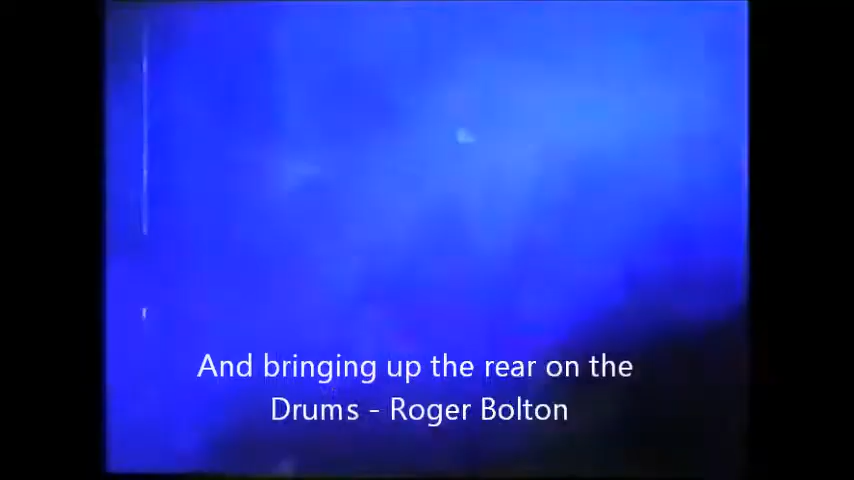 And bringing up the rear on the
Drums - Roger Bolton